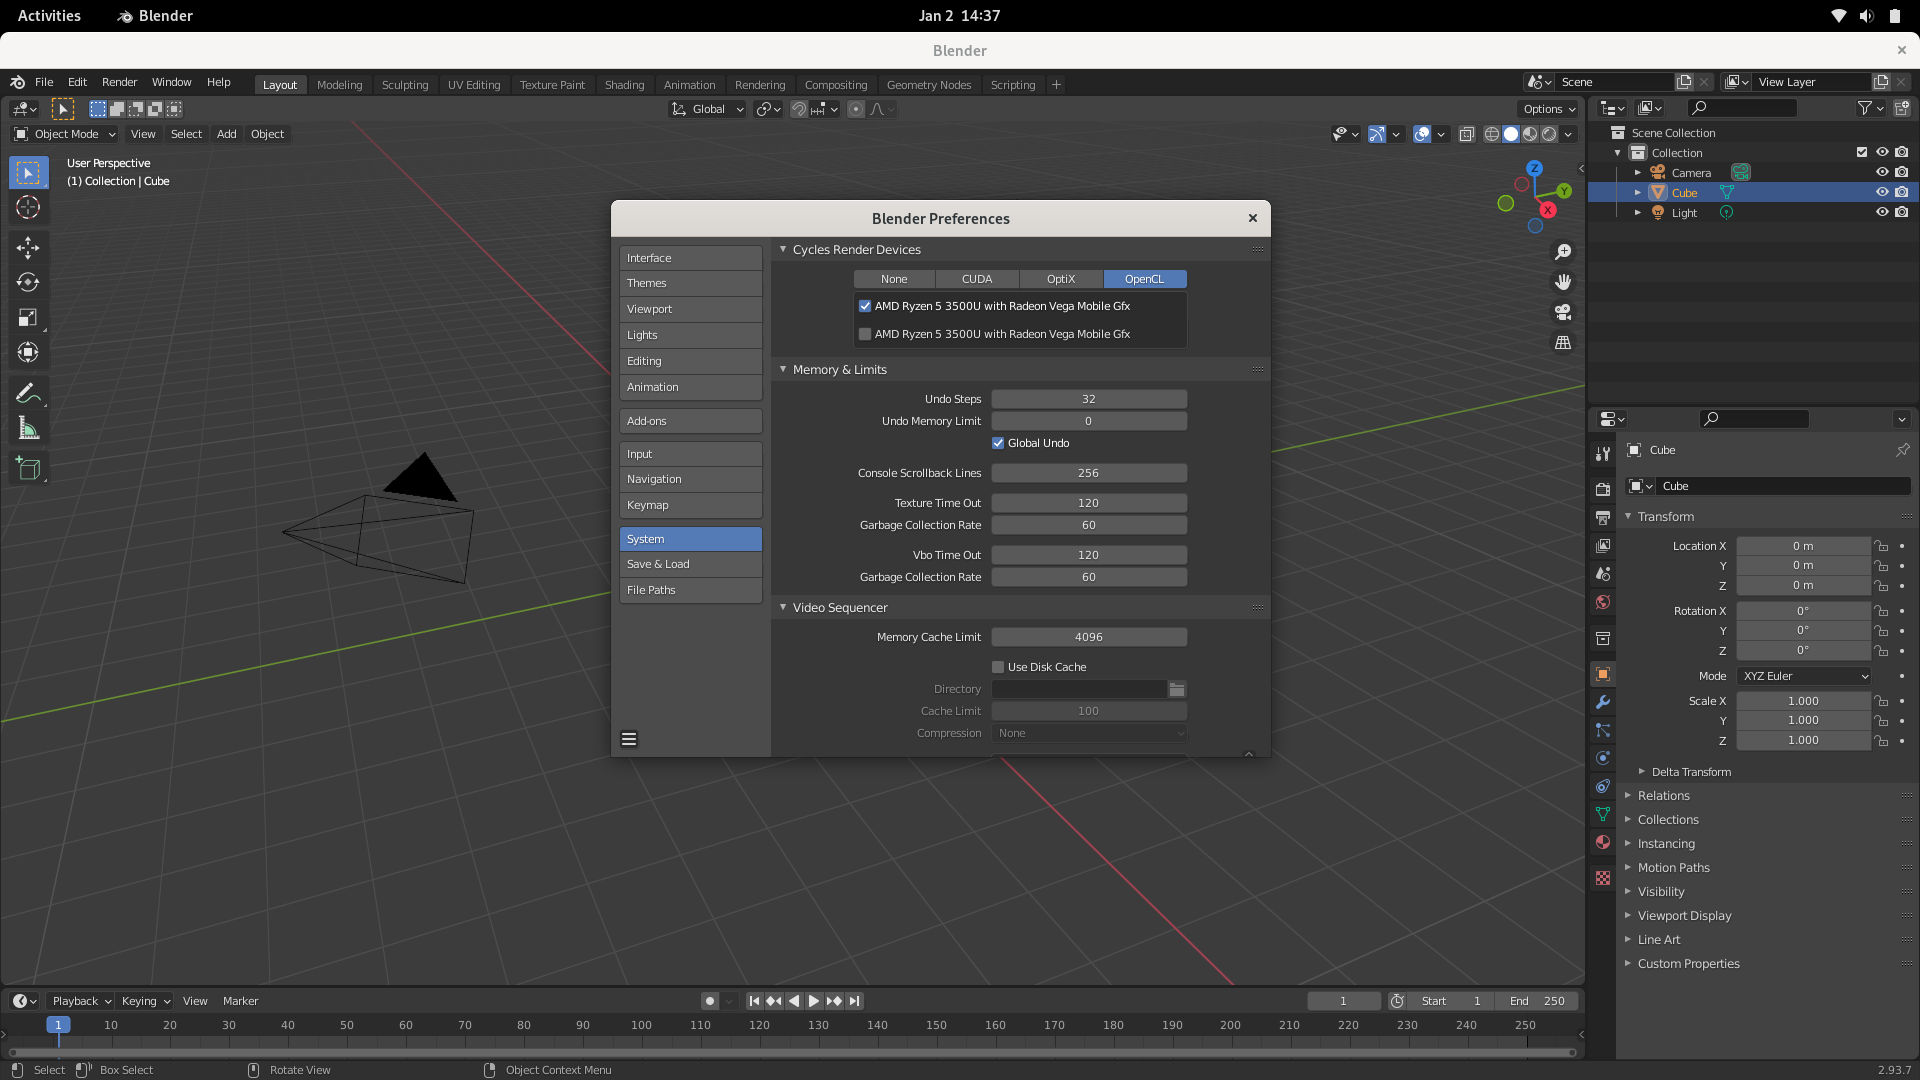 Activities Blender Jan 2 14:37
Blender
File Edit Render Window Help Layout Modeling Sculpting UV Editing Texture Paint Shading Animation Rendering Compositing Geometry Nodes Scripting + Scene View Layer
Global Options
Object Mode View Select Add Object
User Perspective
(1) Collection | Cube
Z
Y
X
Scene Collection
Collection
Camera
Cube
Light
Blender Preferences
Interface
Themes
Viewport
Lights
Editing
Animation
Add-ons
Input
Navigation
Keymap
System
Save & Load
File Paths
Cycles Render Devices
None CUDA OptiX OpenCL
AMD Ryzen 5 3500U with Radeon Vega Mobile Gfx
AMD Ryzen 5 3500U with Radeon Vega Mobile Gfx
Memory & Limits
Undo Steps 32
Undo Memory Limit 0
Global Undo
Console Scrollback Lines 256
Texture Time Out 120
Garbage Collection Rate 60
Vbo Time Out 120
Garbage Collection Rate 60
Video Sequencer
Memory Cache Limit 4096
Use Disk Cache
Directory
Cache Limit 100
Compression None
Cube
Cube
Transform
Location X 0 m
Y 0 m
Z 0 m
Rotation X 0°
Y 0°
Z 0°
Mode XYZ Euler
Scale X 1.000
Y 1.000
Z 1.000
Delta Transform
Relations
Collections
Instancing
Motion Paths
Visibility
Viewport Display
Line Art
Custom Properties
Playback Keying View Marker 1 Start 1 End 250
1 10 20 30 40 50 60 70 80 90 100 110 120 130 140 150 160 170 180 190 200 210 220 230 240 250
Select Box Select Rotate View Object Context Menu 2.93.7